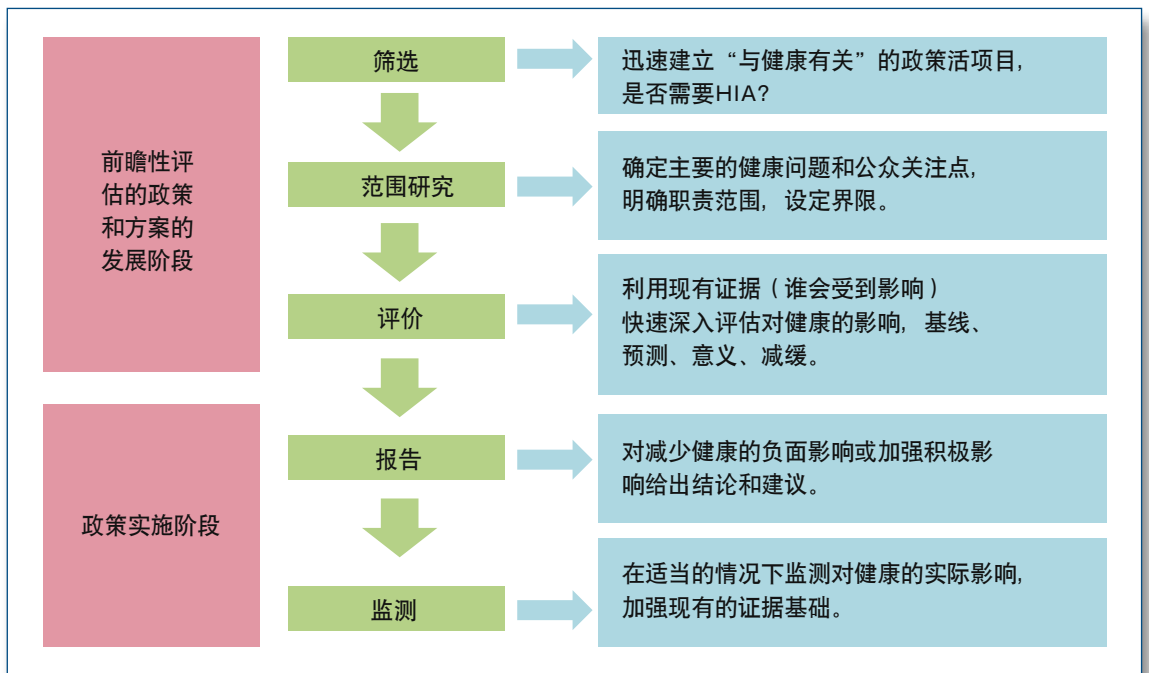 前瞻性评
估的政策
和方案的
发展阶段
筛选
迅速建立“与健康有关”的政策活项目，
是否需要HIA?
范围研究
确定主要的健康问题和公众关注点，
明确职责范围，设定界限。
评价
利用现有证据（谁会受到影响）
快速深入评估对健康的影响，基线、
预测、意义、减缓。
政策实施阶段
报告
对减少健康的负面影响或加强积极影
响给出结论和建议。
监测
在适当的情况下监测对健康的实际影响，
加强现有的证据基础。